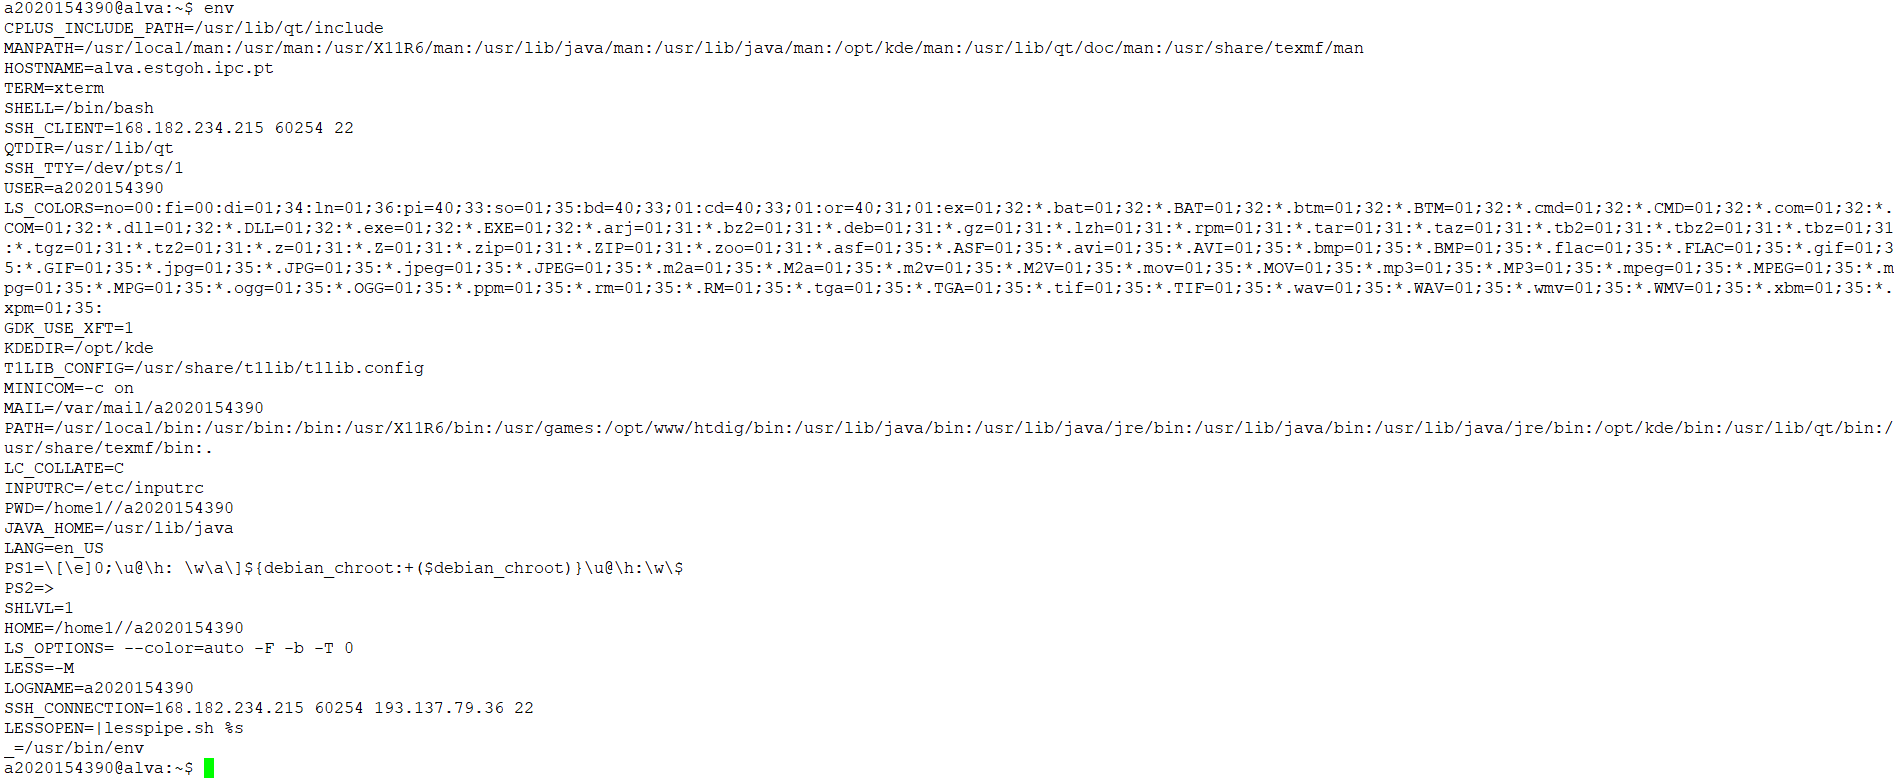 a2020154390@alva:~$ env
CPLUS_INCLUDE_PATH=/usr/lib/qt/include
MANPATH=/usr/local/man:/usr/man:/usr/X11R6/man:/usr/lib/java/man:/usr/lib/java/man:/opt/kde/man:/usr/lib/qt/doc/man:/usr/share/texmf/man
HOSTNAME=alva.estgoh.ipc.pt
TERM=xterm
SHELL=/bin/bash
SSH_CLIENT=168.182.234.215 60254 22
QTDIR=/usr/lib/qt
SSH_TTY=/dev/pts/1
USER=a2020154390
LS_COLORS=no=00:fi=00:di=01;34:ln=01;36:pi=40;33:so=01;35:bd=40;33;01:cd=40;33;01:or=40;31;01:ex=01;32:*.bat=01;32:*.BAT=01;32:*.btm=01;32:*.BTM=01;32:*.cmd=01;32:*.CMD=01;32:*.com=01;32:*.
COM=01;32:*.dll=01;32:*.DLL=01;32:*.exe=01;32:*.EXE=01;32:*.arj=01;31:*.bz2=01;31:*.deb=01;31:*.gz=01;31:*.lzh=01;31:*.rpm=01;31:*.tar=01;31:*.taz=01;31:*.tb2=01;31:*.tbz2=01;31:*.tbz=01;31
:*.tgz=01;31:*.tz2=01;31:*.z=01;31:*.Z=01;31:*.zip=01;31:*.ZIP=01;31:*.zoo=01;31:*.asf=01;35:*.ASF=01;35:*.avi=01;35:*.AVI=01;35:*.bmp=01;35:*.BMP=01;35:*.flac=01;35:*.FLAC=01;35:*.gif=01;3
5:*.GIF=01;35:*.jpg=01;35:*.JPG=01;35:*.jpeg=01;35:*.JPEG=01;35:*.m2a=01;35:*.M2a=01;35:*.m2v=01;35:*.M2V=01;35:*.mov=01;35:*.MOV=01;35:*.mp3=01;35:*.MP3=01;35:*.mpeg=01;35:*.MPEG=01;35:*.m
pg=01;35:*.MPG=01;35:*.ogg=01;35:*.OGG=01;35:*.ppm=01;35:*.rm=01;35:*.RM=01;35:*.tga=01;35:*.TGA=01;35:*.tif=01;35:*.TIF=01;35:*.wav=01;35:*.WAV=01;35:*.wmv=01;35:*.WMV=01;35:*.xbm=01;35:*.
xpm=01;35:
GDK_USE_XFT=1
KDEDIR=/opt/kde
T1LIB_CONFIG=/usr/share/t1lib/t1lib.config
MINICOM=-c on
MAIL=/var/mail/a2020154390
PATH=/usr/local/bin:/usr/bin:/bin:/usr/X11R6/bin:/usr/games:/opt/www/htdig/bin:/usr/lib/java/bin:/usr/lib/java/jre/bin:/usr/lib/java/bin:/usr/lib/java/jre/bin:/opt/kde/bin:/usr/lib/qt/bin:/
usr/share/texmf/bin:.
LC_COLLATE=C
INPUTRC=/etc/inputrc
PWD=/home1//a2020154390
JAVA_HOME=/usr/lib/java
LANG=en_US
PS1=\[\e]0;\u@\h: \w\a\]${debian_chroot:+($debian_chroot)}\u@\h:\w\$
PS2=>
SHLVL=1
HOME=/home1//a2020154390
LS_OPTIONS= --color=auto -F -b -T 0
LESS=-M
LOGNAME=a2020154390
SSH_CONNECTION=168.182.234.215 60254 193.137.79.36 22
LESSOPEN=|lesspipe.sh %s
_=/usr/bin/env
a2020154390@alva:~$